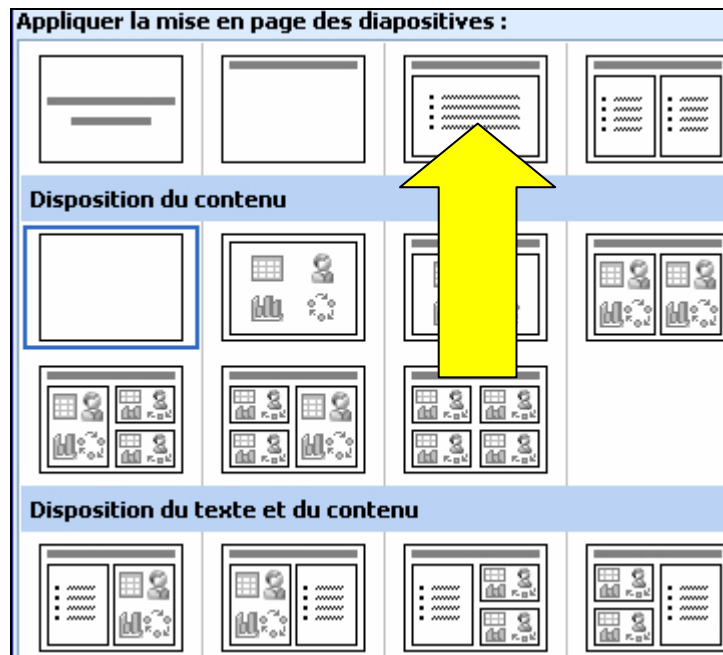 Appliquer la mise en page des diapositives :
Disposition du contenu
Disposition du texte et du contenu